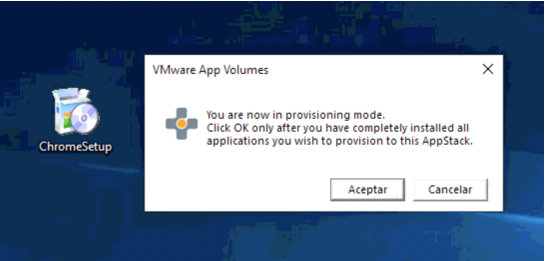 VMware App Volumes
You are now in provisioning mode.
Click OK only after you have completely installed all
applications you wish to provision to this AppStack.
ChromeSetup
Aceptar
Cancelar